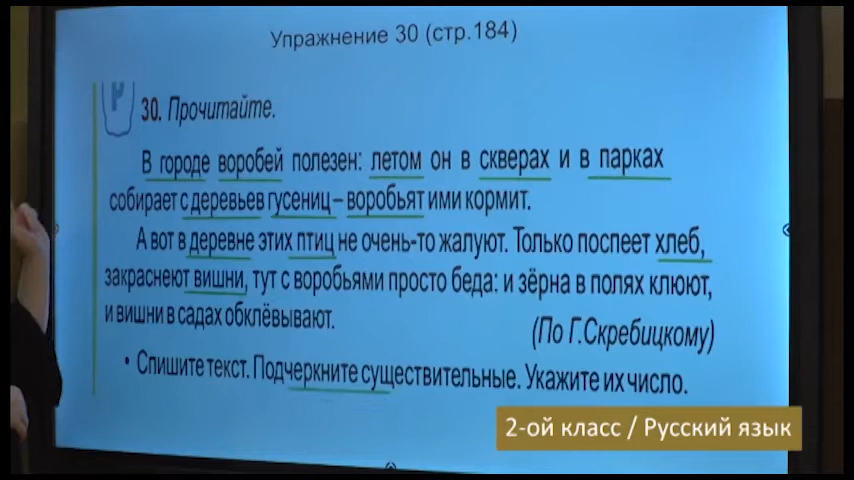 Упражнение 30 (стр.184)
Р
30. Прочитайте.
В городе воробей полезен: летом он в скверах и в парках
собирает с деревьев гусениц – воробьят ими кормит.
А вот в деревне этих птиц не очень-то жалуют. Только поспеет хлеб,
закраснеют вишни, тут с воробьями просто беда: и зёрна в полях клюют,
и вишни в садах обклёвывают.
(По Г.Скребицкому)
• Спишите текст. Подчеркните существительные. Укажите их число.
2-ой класс / Русский язык